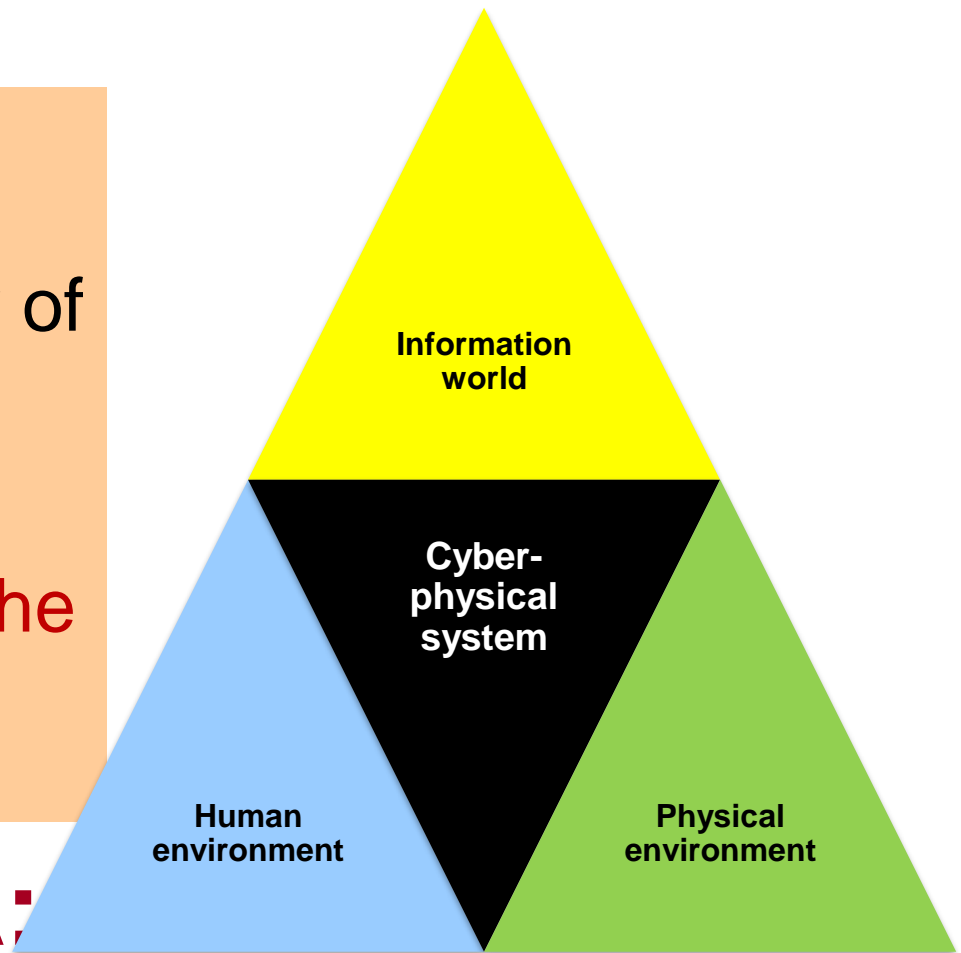 of
he
Information
world
Cyber-
physical
system
Human
environment
Physical
environment